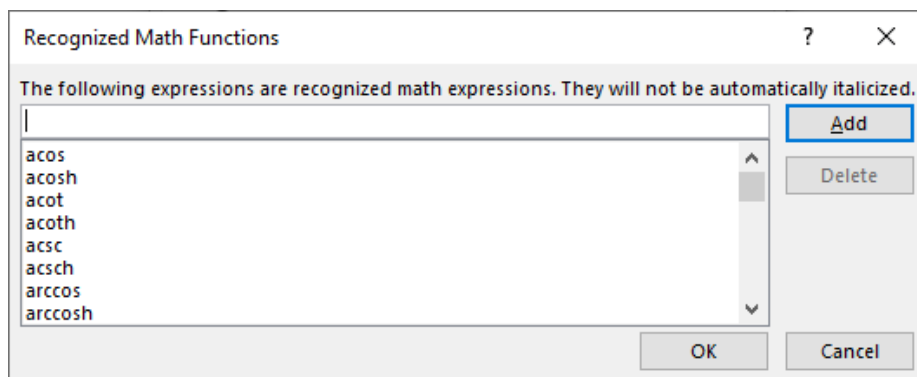 Recognized Math Functions
?
The following expressions are recognized math expressions. They will not be automatically italicized.
Add
acos
acosh
acot
acoth
acsc
acsch
arccos
arccosh
Delete
OK
Cancel